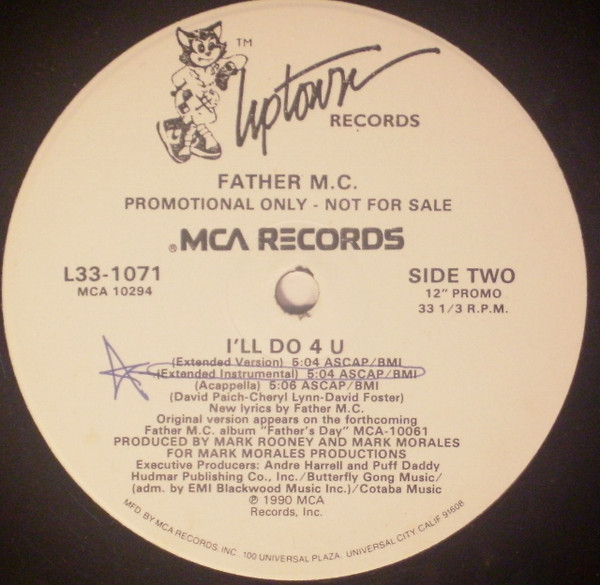 TM
Uptown
RECORDS
FATHER M.C.
PROMOTIONAL ONLY - NOT FOR SALE
®MCA RECORDS
L33-1071
MCA 10294
SIDE TWO
12" PROMO
33 1/3 R.P.M.
I'LL DO 4 U
(Extended Version) 5:04 ASCAP/BMI
(Extended Instrumental) 5:04 ASCAP/BMI
(Acappella) 5:06 ASCAP/BMI
(David Paich-Cheryl Lynn-David Foster)
New lyrics by Father M.C.
Original version appears on the forthcoming
Father M.C. album "Father's Day" MCA-10061
PRODUCED BY MARK ROONEY AND MARK MORALES
FOR MARK MORALES PRODUCTIONS
Executive Producers: Andre Harrell and Puff Daddy
Hudmar Publishing Co., Inc./Butterfly Gong Music/
(adm. by EMI Blackwood Music Inc.)/Cotaba Music
℗ 1990 MCA
Records, Inc.
MFD BY MCA RECORDS, INC., 100 UNIVERSAL PLAZA, UNIVERSAL CITY, CALIF 91608